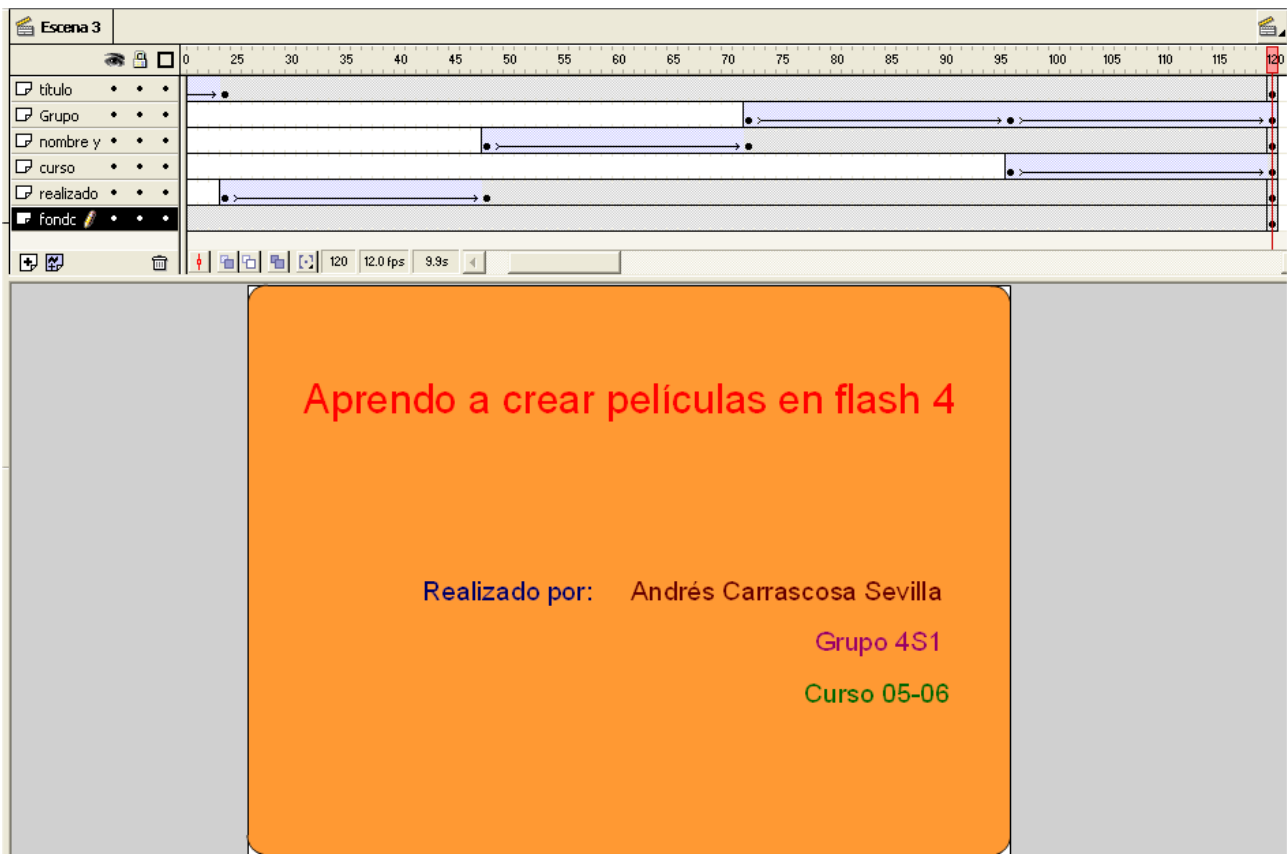 Escena 3
0 25 30 35 40 45 50 55 60 65 70 75 80 85 90 95 100 105 110 115 120
título
Grupo
nombre y
curso
realizado
fondc
120 12.0 fps 9.9s
Aprendo a crear películas en flash 4
Realizado por: Andrés Carrascosa Sevilla
Grupo 4S1
Curso 05-06